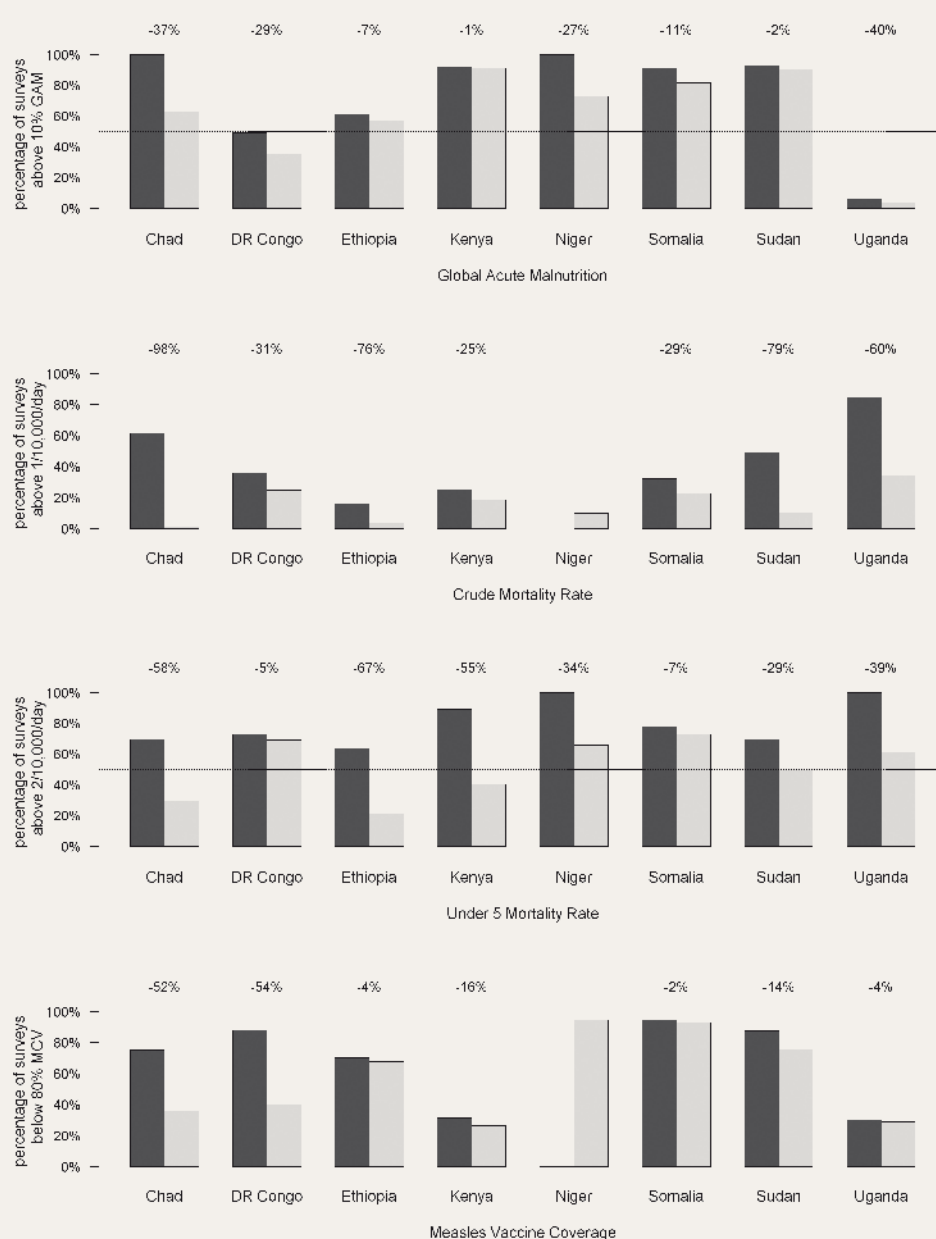 -37% -29% -7% -1% -27% -11% -2% -40%
percentage of surveys
above 10% GAM
100%
80%
60%
40%
20%
0%
Chad DR Congo Ethiopia Kenya Niger Somalia Sudan Uganda
Global Acute Malnutrition
-98% -31% -76% -25% -29% -79% -60%
percentage of surveys
above 1/10,000/day
100%
80%
60%
40%
20%
0%
Chad DR Congo Ethiopia Kenya Niger Somalia Sudan Uganda
Crude Mortality Rate
-58% -5% -67% -55% -34% -7% -29% -39%
percentage of surveys
above 2/10,000/day
100%
80%
60%
40%
20%
0%
Chad DR Congo Ethiopia Kenya Niger Somalia Sudan Uganda
Under 5 Mortality Rate
-52% -54% -4% -16% -2% -14% -4%
percentage of surveys
below 80% MCV
100%
80%
60%
40%
20%
0%
Chad DR Congo Ethiopia Kenya Niger Somalia Sudan Uganda
Measles Vaccine Coverage